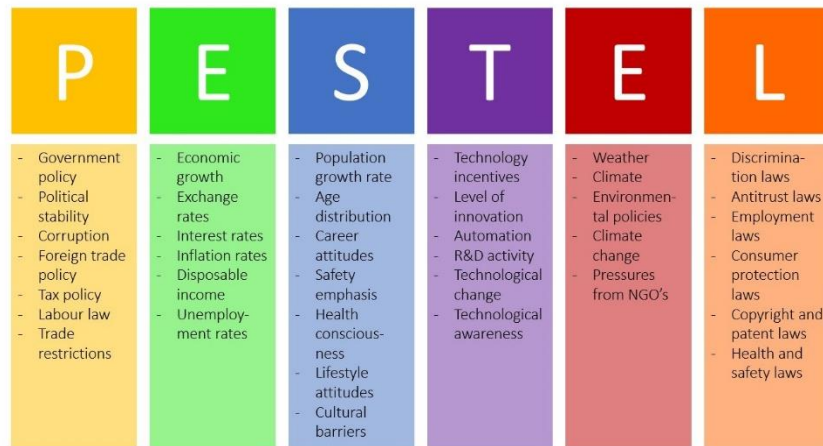 P
- Government
policy
- Political
stability
- Corruption
- Foreign trade
policy
- Tax policy
- Labour law
- Trade
restrictions
E
- Economic
growth
- Exchange
rates
- Interest rates
- Inflation rates
- Disposable
income
- Unemploy-
ment rates
S
- Population
growth rate
- Age
distribution
- Career
attitudes
- Safety
emphasis
- Health
conscious-
ness
- Lifestyle
attitudes
- Cultural
barriers
T
- Technology
incentives
- Level of
innovation
- Automation
- R&D activity
- Technological
change
- Technological
awareness
E
- Weather
- Climate
- Environmen-
tal policies
- Climate
change
- Pressures
from NGO's
L
- Discrimina-
tion laws
- Antitrust laws
- Employment
laws
- Consumer
protection
laws
- Copyright and
patent laws
- Health and
safety laws